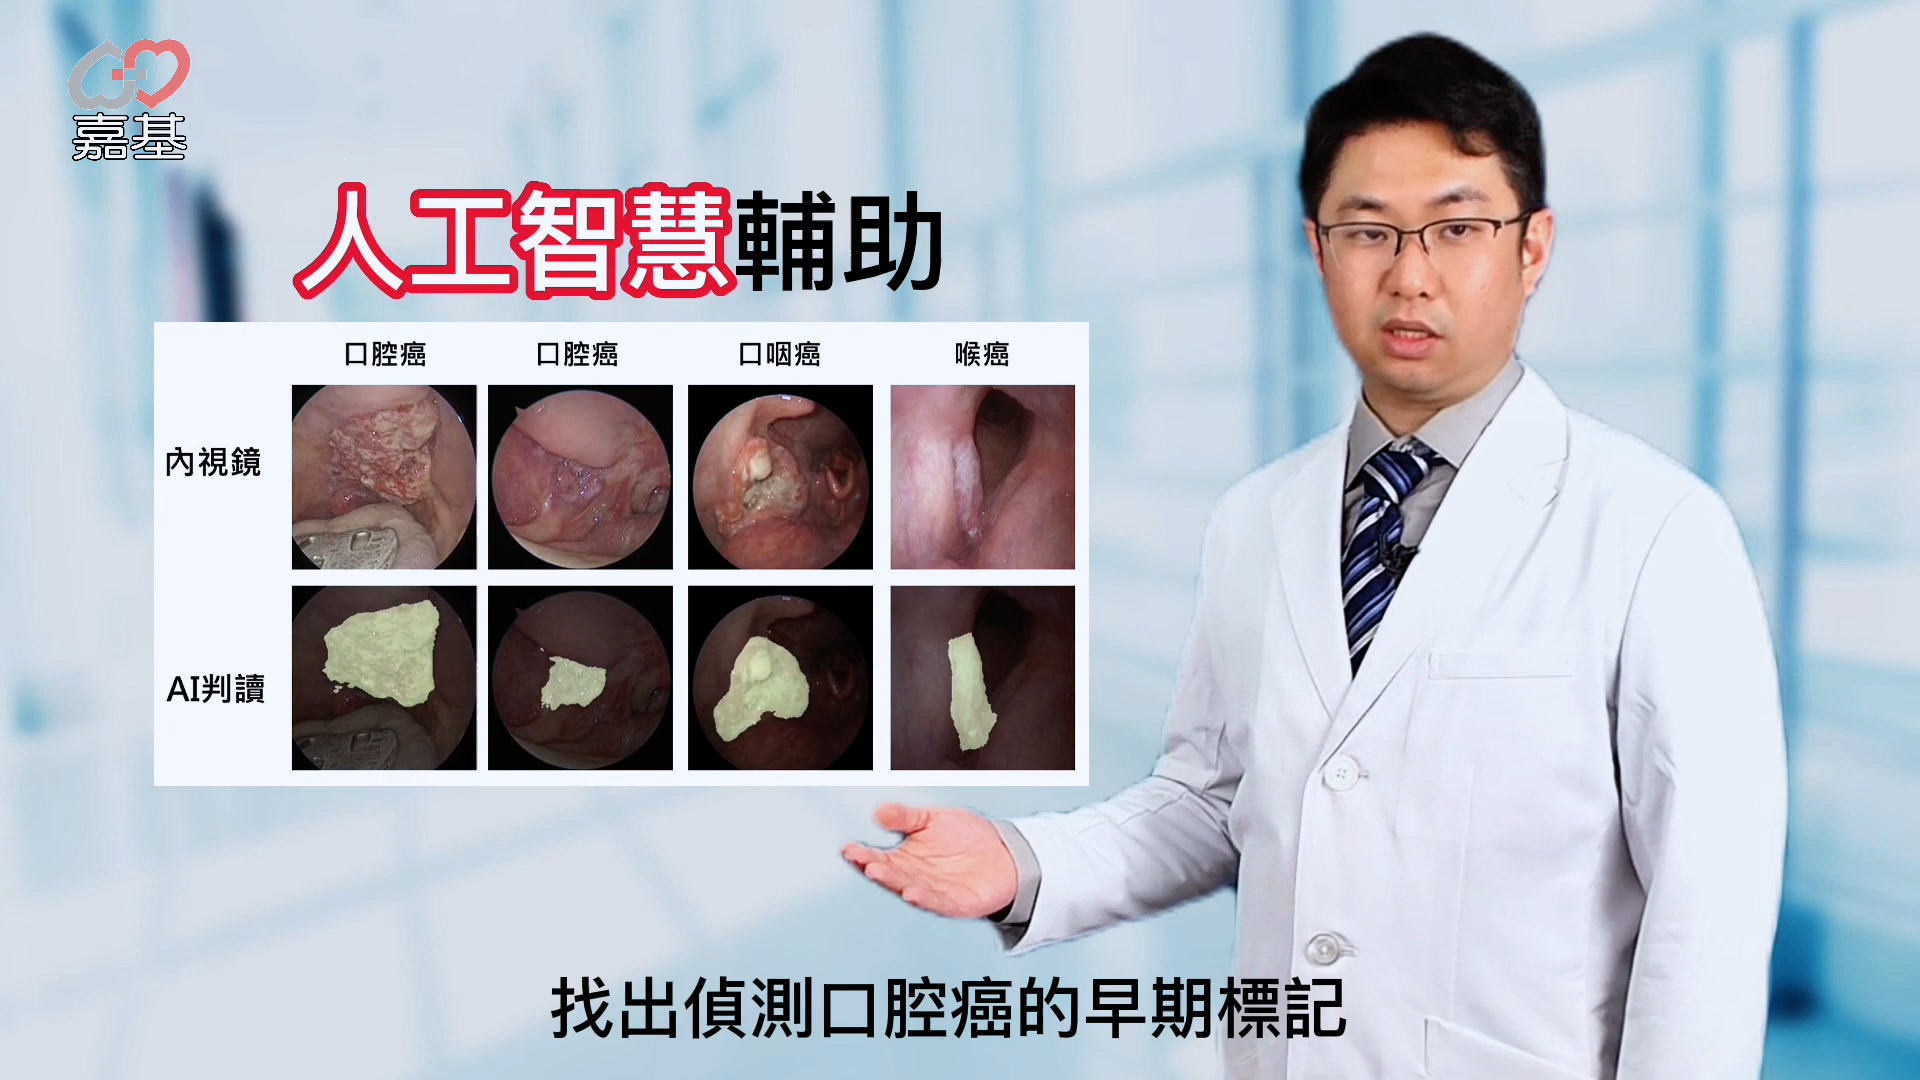 嘉基
人工智慧輔助
口腔癌 口腔癌 口咽癌 喉癌
內視鏡
AI判讀
找出偵測口腔癌的早期標記